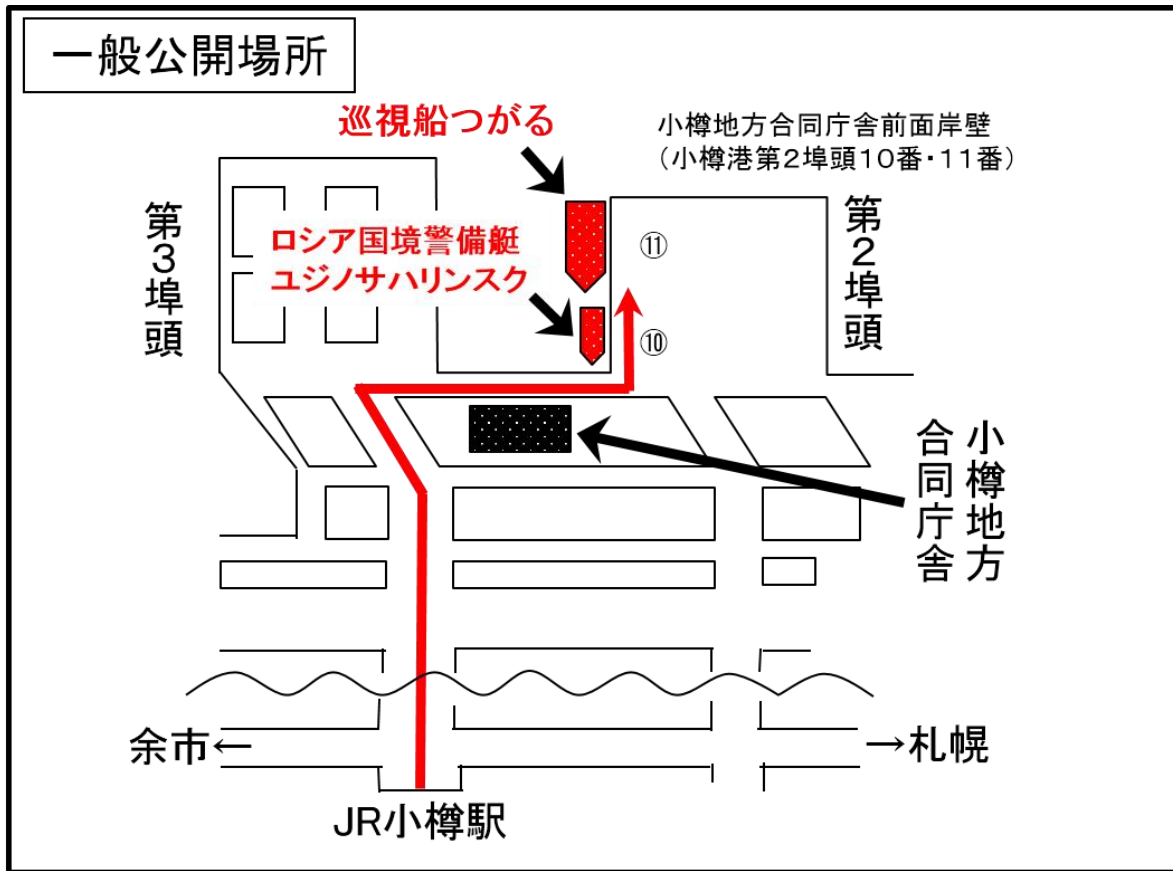 一般公開場所
巡視船つがる
小樽地方合同庁舎前面岸壁
（小樽港第２埠頭１０番・１１番）
第３埠頭
ロシア国境警備艇
ユジノサハリンスク
⑪
⑩
第２埠頭
小樽地方
合同庁舎
余市←
→札幌
JR小樽駅